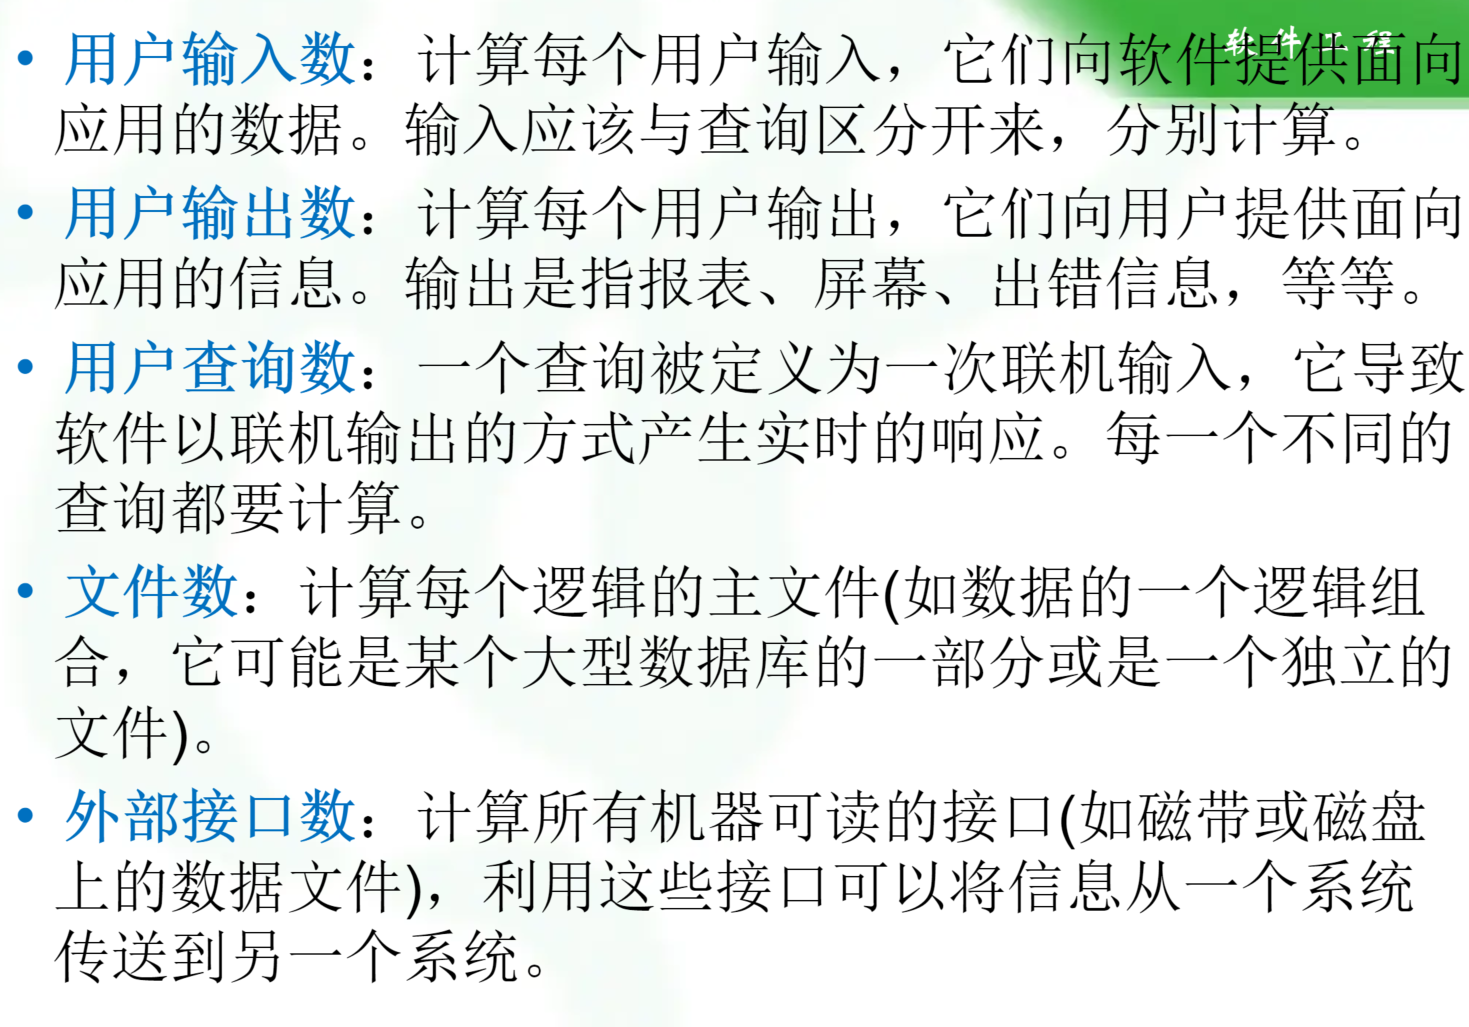 软件工程
• 用户输入数：计算每个用户输入，它们向软件提供面向
应用的数据。输入应该与查询区分开来，分别计算。
• 用户输出数：计算每个用户输出，它们向用户提供面向
应用的信息。输出是指报表、屏幕、出错信息，等等。
• 用户查询数：一个查询被定义为一次联机输入，它导致
软件以联机输出的方式产生实时的响应。每一个不同的
查询都要计算。
• 文件数：计算每个逻辑的主文件(如数据的一个逻辑组
合，它可能是某个大型数据库的一部分或是一个独立的
文件)。
• 外部接口数：计算所有机器可读的接口(如磁带或磁盘
上的数据文件)，利用这些接口可以将信息从一个系统
传送到另一个系统。